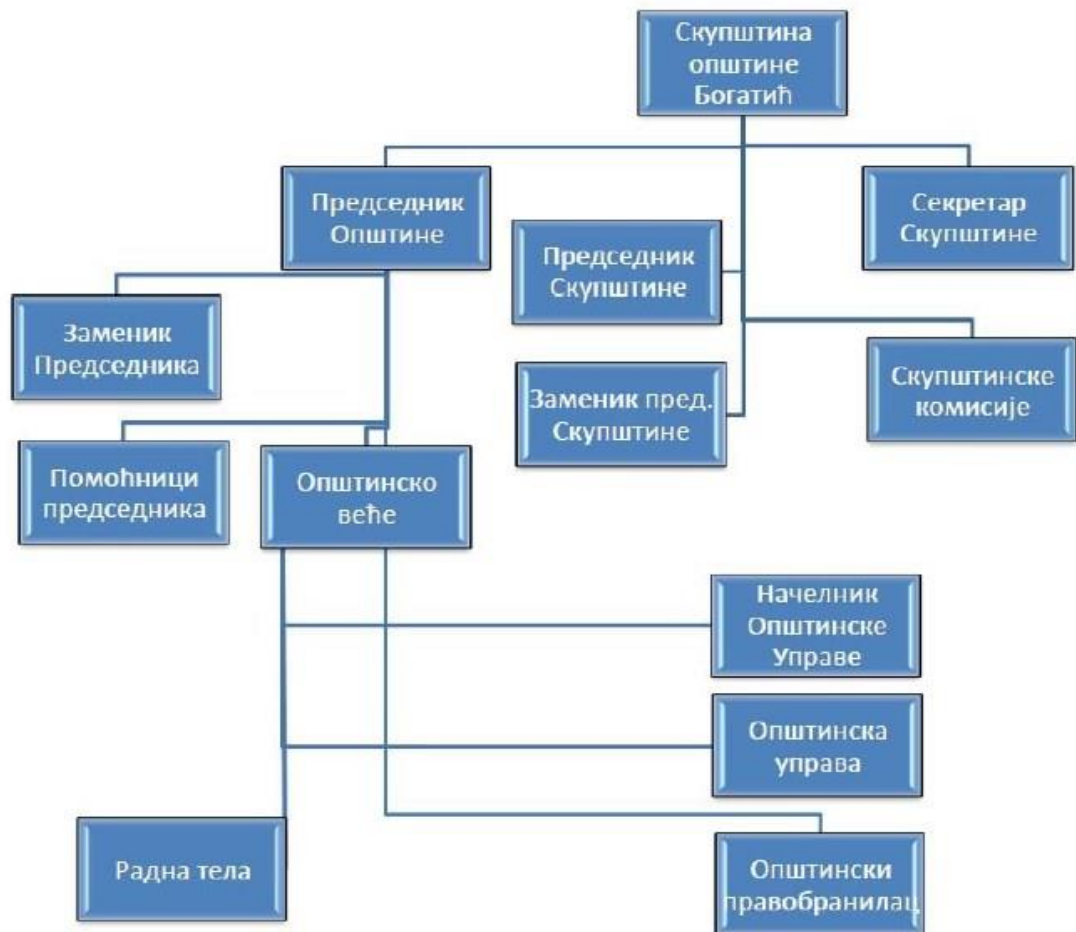 Скупштина
општине
Богатић
Председник
Општине
Секретар
Скупштине
Председник
Скупштине
Заменик
Председника
Заменик пред.
Скупштине
Скупштинске
комисије
Помоћници
председника
Општинско
веће
Начелник
Општинске
Управе
Општинска
управа
Радна тела
Општински
правобранилац